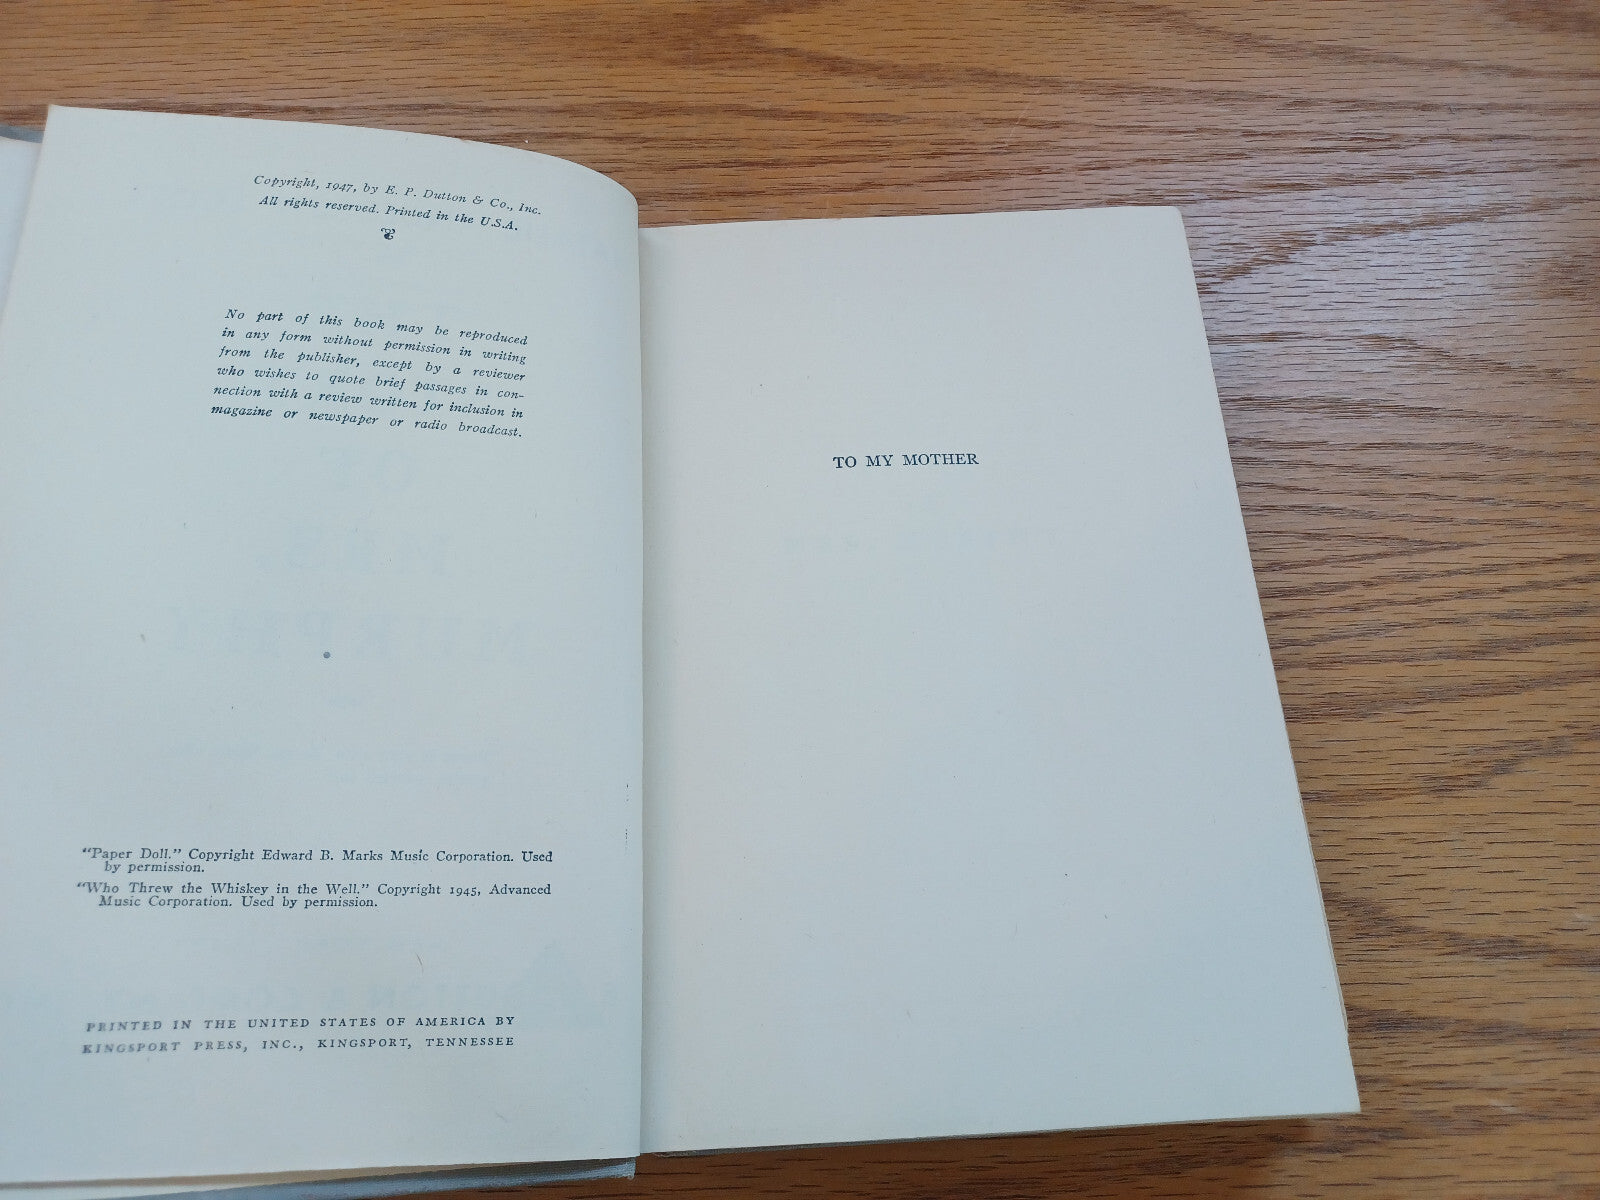 Copyright, 1947, by E. P. Dutton & Co., Inc.
All rights reserved. Printed in the U.S.A.
No part of this book may be reproduced
in any form without permission in writing
from the publisher, except by a reviewer
who wishes to quote brief passages in con-
nection with a review written for inclusion in
magazine or newspaper or radio broadcast.
"Paper Doll." Copyright Edward B. Marks Music Corporation. Used
by permission.
"Who Threw the Whiskey in the Well." Copyright 1945, Advanced
Music Corporation. Used by permission.
PRINTED IN THE UNITED STATES OF AMERICA BY
KINGSPORT PRESS, INC., KINGSPORT, TENNESSEE
TO MY MOTHER